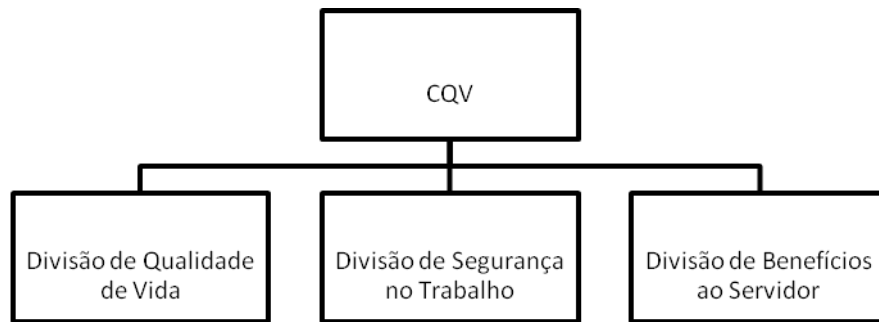 CQV
Divisão de Qualidade
de Vida
Divisão de Segurança
no Trabalho
Divisão de Benefícios
ao Servidor